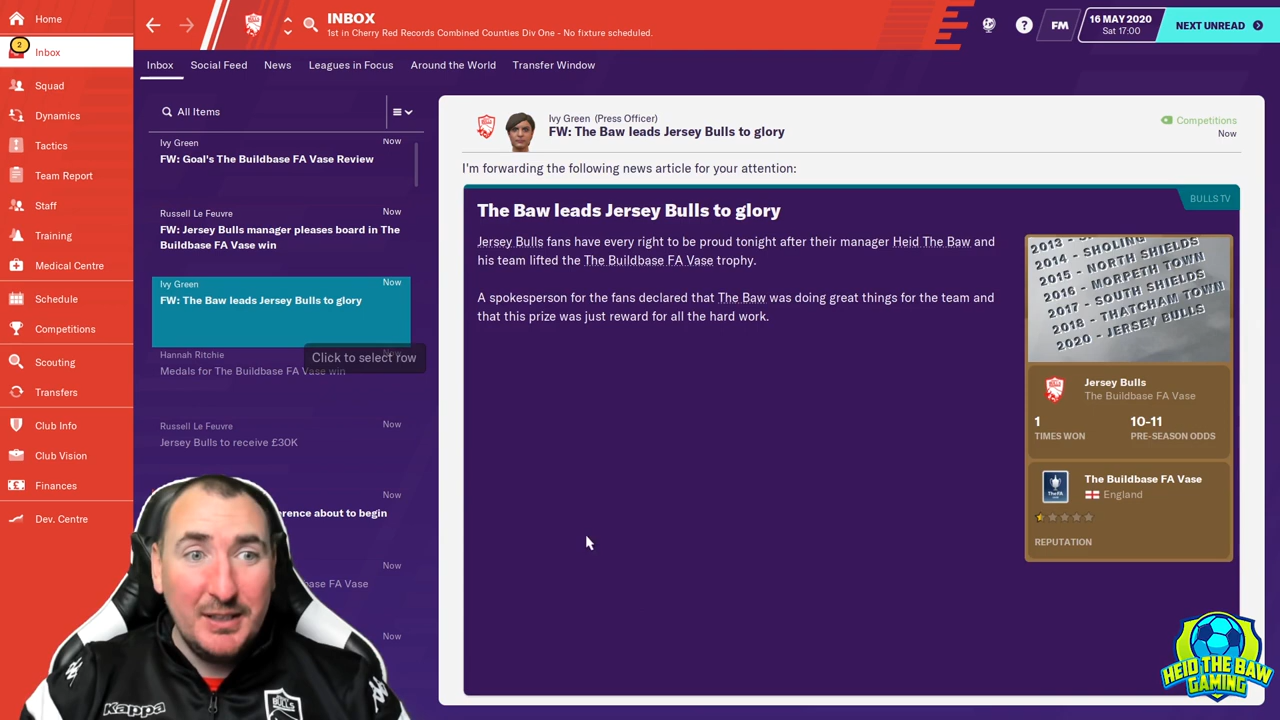 Home
2
Inbox
Squad
Dynamics
Tactics
Team Report
Staff
Training
Medical Centre
Schedule
Competitions
Scouting
Transfers
Club Info
Club Vision
Finances
Dev. Centre
INBOX
1st in Cherry Red Records Combined Counties Div One - No fixture scheduled.
?
FM
16 MAY 2020
Sat 17:00
NEXT UNREAD
Inbox Social Feed News Leagues in Focus Around the World Transfer Window
All Items
Ivy Green Now
FW: Goal's The Buildbase FA Vase Review
Russell Le Feuvre Now
FW: Jersey Bulls manager pleases board in The
Buildbase FA Vase win
Ivy Green Now
FW: The Baw leads Jersey Bulls to glory
Click to select row
Hannah Ritchie
Medals for The Buildbase FA Vase win
Russell Le Feuvre Now
Jersey Bulls to receive £30K
Now
about to begin
Now
FA Vase
Now
Ivy Green (Press Officer)
FW: The Baw leads Jersey Bulls to glory
Competitions
Now
I'm forwarding the following news article for your attention:
BULLS TV
The Baw leads Jersey Bulls to glory
Jersey Bulls fans have every right to be proud tonight after their manager Heid The Baw and
his team lifted the The Buildbase FA Vase trophy.
A spokesperson for the fans declared that The Baw was doing great things for the team and
that this prize was just reward for all the hard work.
2013 - SHOLING
2014 - NORTH SHIELDS
2015 - MORPETH TOWN
2016 - SOUTH SHIELDS
2017 - THATCHAM TOWN
2018 - JERSEY BULLS
2020 - JERSEY BULLS
Jersey Bulls
The Buildbase FA Vase
1
TIMES WON
10-11
PRE-SEASON ODDS
The FA
The Buildbase FA Vase
England
REPUTATION
Kappa
BULLS
HEID THE BAW
GAMING